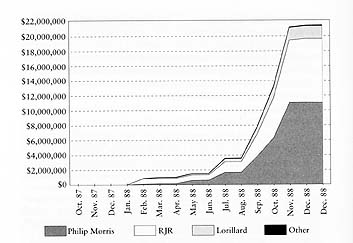 $22,000,000
$20,000,000
$18,000,000
$16,000,000
$14,000,000
$12,000,000
$10,000,000
$8,000,000
$6,000,000
$4,000,000
$2,000,000
$0
Oct. 87
Nov. 87
Dec. 87
Jan. 88
Feb. 88
Mar. 88
Apr. 88
May 88
Jun. 88
Jul. 88
Aug. 88
Sep. 88
Oct. 88
Nov. 88
Dec. 88
Dec. 88
Philip Morris
RJR
Lorillard
Other